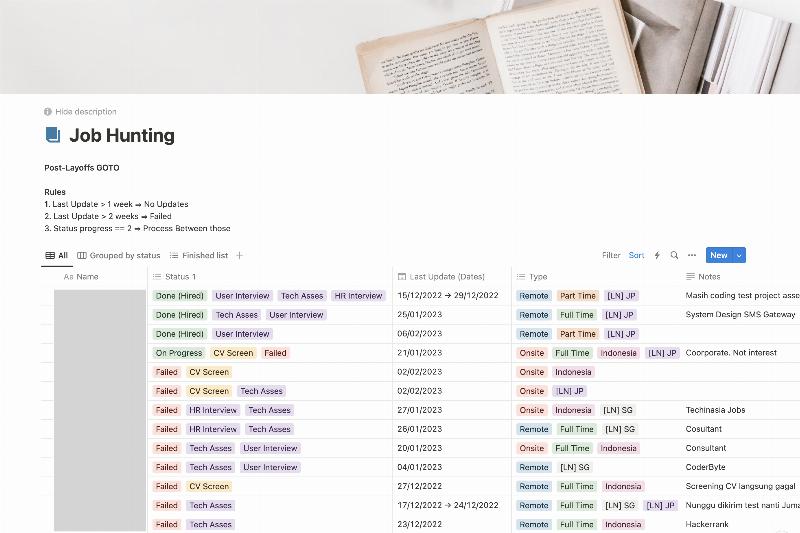 Hide description
Job Hunting
Post-Layoffs GOTO
Rules
1. Last Update > 1 week ⇒ No Updates
2. Last Update > 2 weeks ⇒ Failed
3. Status progress == 2 ⇒ Process Between those
All Grouped by status Finished list + Filter Sort New
Aa Name Status 1 Last Update (Dates) Type Notes
Done (Hired) User Interview Tech Asses HR Interview 15/12/2022 → 29/12/2022 Remote Part Time [LN] JP Masih coding test project asse
Done (Hired) Tech Asses User Interview 25/01/2023 Remote Full Time [LN] JP System Design SMS Gateway
Done (Hired) User Interview 06/02/2023 Remote Part Time [LN] JP
On Progress CV Screen Failed 21/01/2023 Onsite Full Time Indonesia [LN] JP Coorporate. Not interest
Failed CV Screen 02/02/2023 Onsite Indonesia
Failed CV Screen Tech Asses 02/02/2023 Onsite [LN] JP
Failed HR Interview Tech Asses 27/01/2023 Onsite Indonesia [LN] SG Techinasia Jobs
Failed HR Interview Tech Asses 26/01/2023 Remote Full Time [LN] SG Cosultant
Failed Tech Asses User Interview 20/01/2023 Onsite Full Time Indonesia Consultant
Failed Tech Asses User Interview 04/01/2023 Remote [LN] SG CoderByte
Failed CV Screen 27/12/2022 Remote Full Time Indonesia Screening CV langsung gagal
Failed Tech Asses 17/12/2022 → 24/12/2022 Remote Full Time [LN] SG [LN] JP Nunggu dikirim test nanti Juma
Failed Tech Asses 23/12/2022 Remote Full Time Indonesia Hackerrank